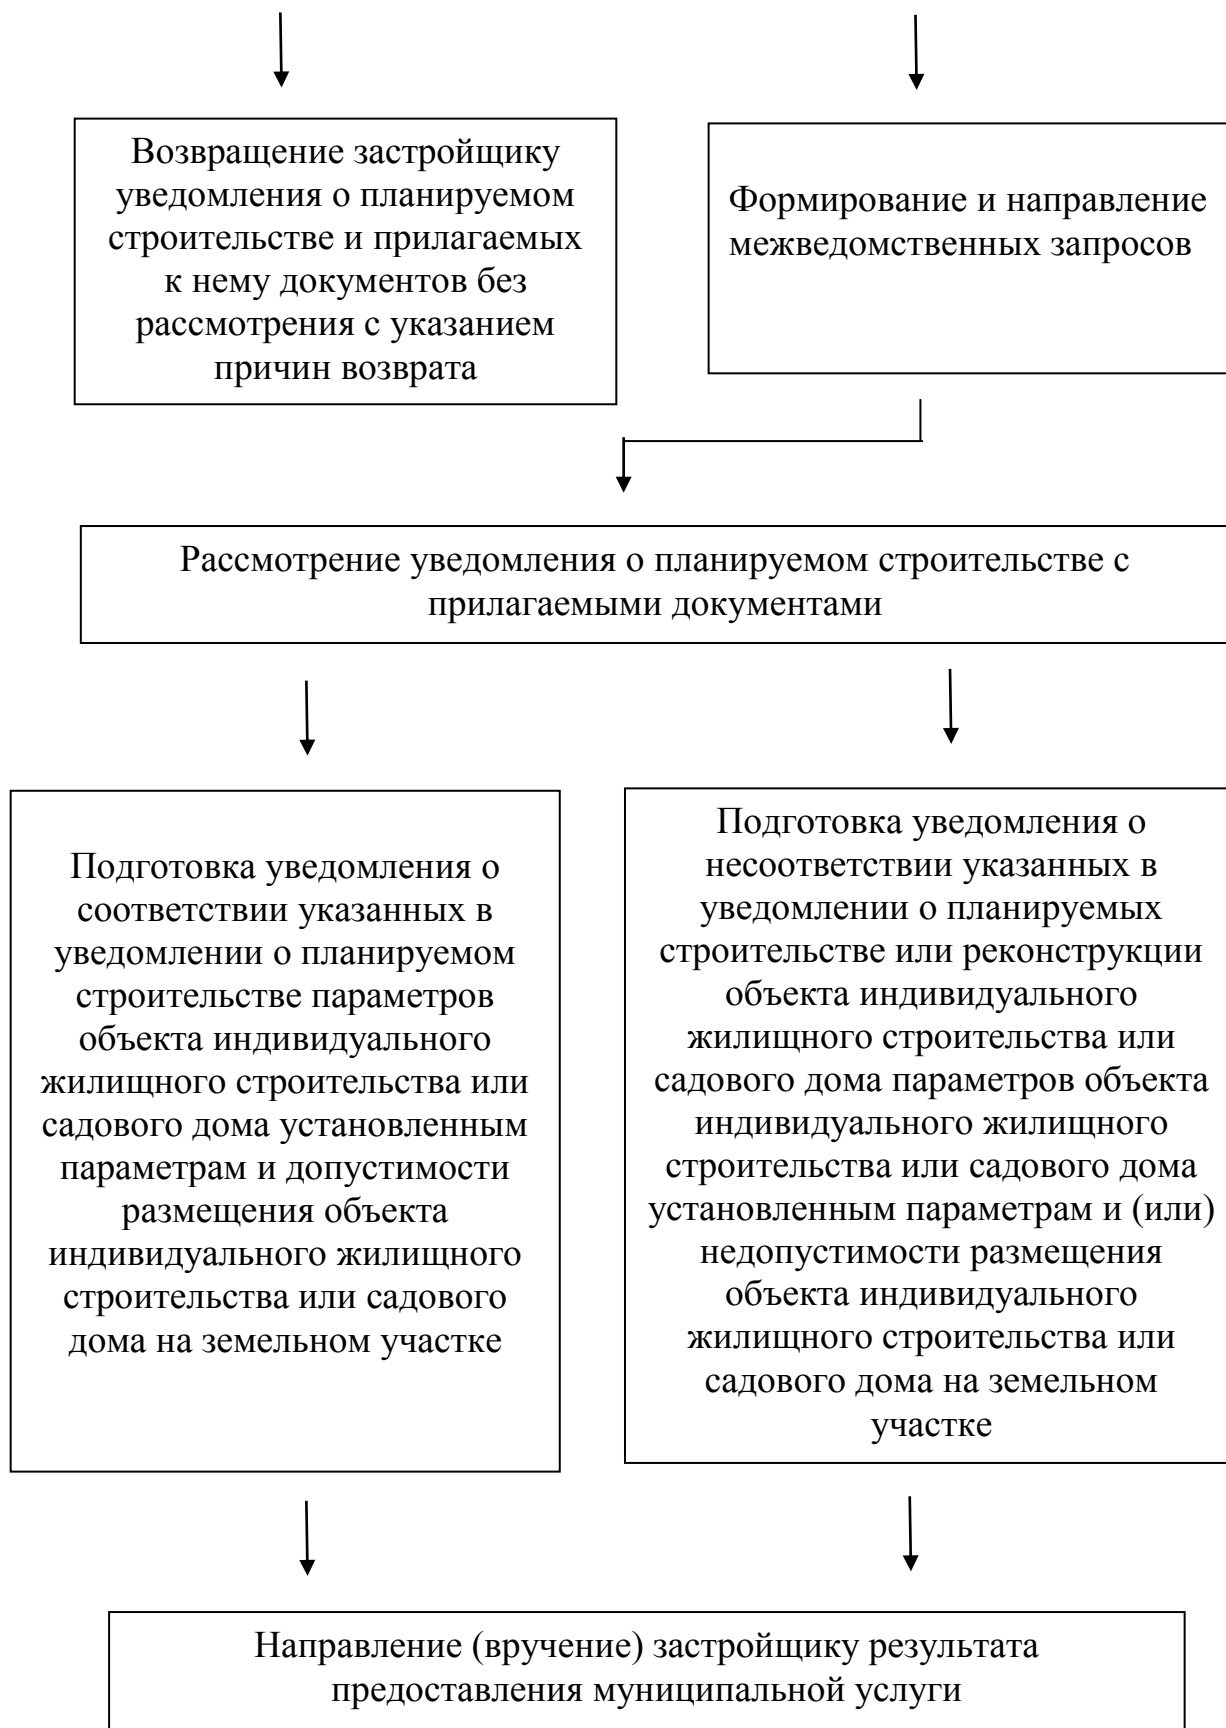 Возвращение застройщику
уведомления о планируемом
строительстве и прилагаемых
к нему документов без
рассмотрения с указанием
причин возврата
Формирование и направление
межведомственных запросов
Рассмотрение уведомления о планируемом строительстве с
прилагаемыми документами
Подготовка уведомления о
соответствии указанных в
уведомлении о планируемом
строительстве параметров
объекта индивидуального
жилищного строительства или
садового дома установленным
параметрам и допустимости
размещения объекта
индивидуального жилищного
строительства или садового
дома на земельном участке
Подготовка уведомления о
несоответствии указанных в
уведомлении о планируемых
строительстве или реконструкции
объекта индивидуального
жилищного строительства или
садового дома параметров объекта
индивидуального жилищного
строительства или садового дома
установленным параметрам и (или)
недопустимости размещения
объекта индивидуального
жилищного строительства или
садового дома на земельном
участке
Направление (вручение) застройщику результата
предоставления муниципальной услуги